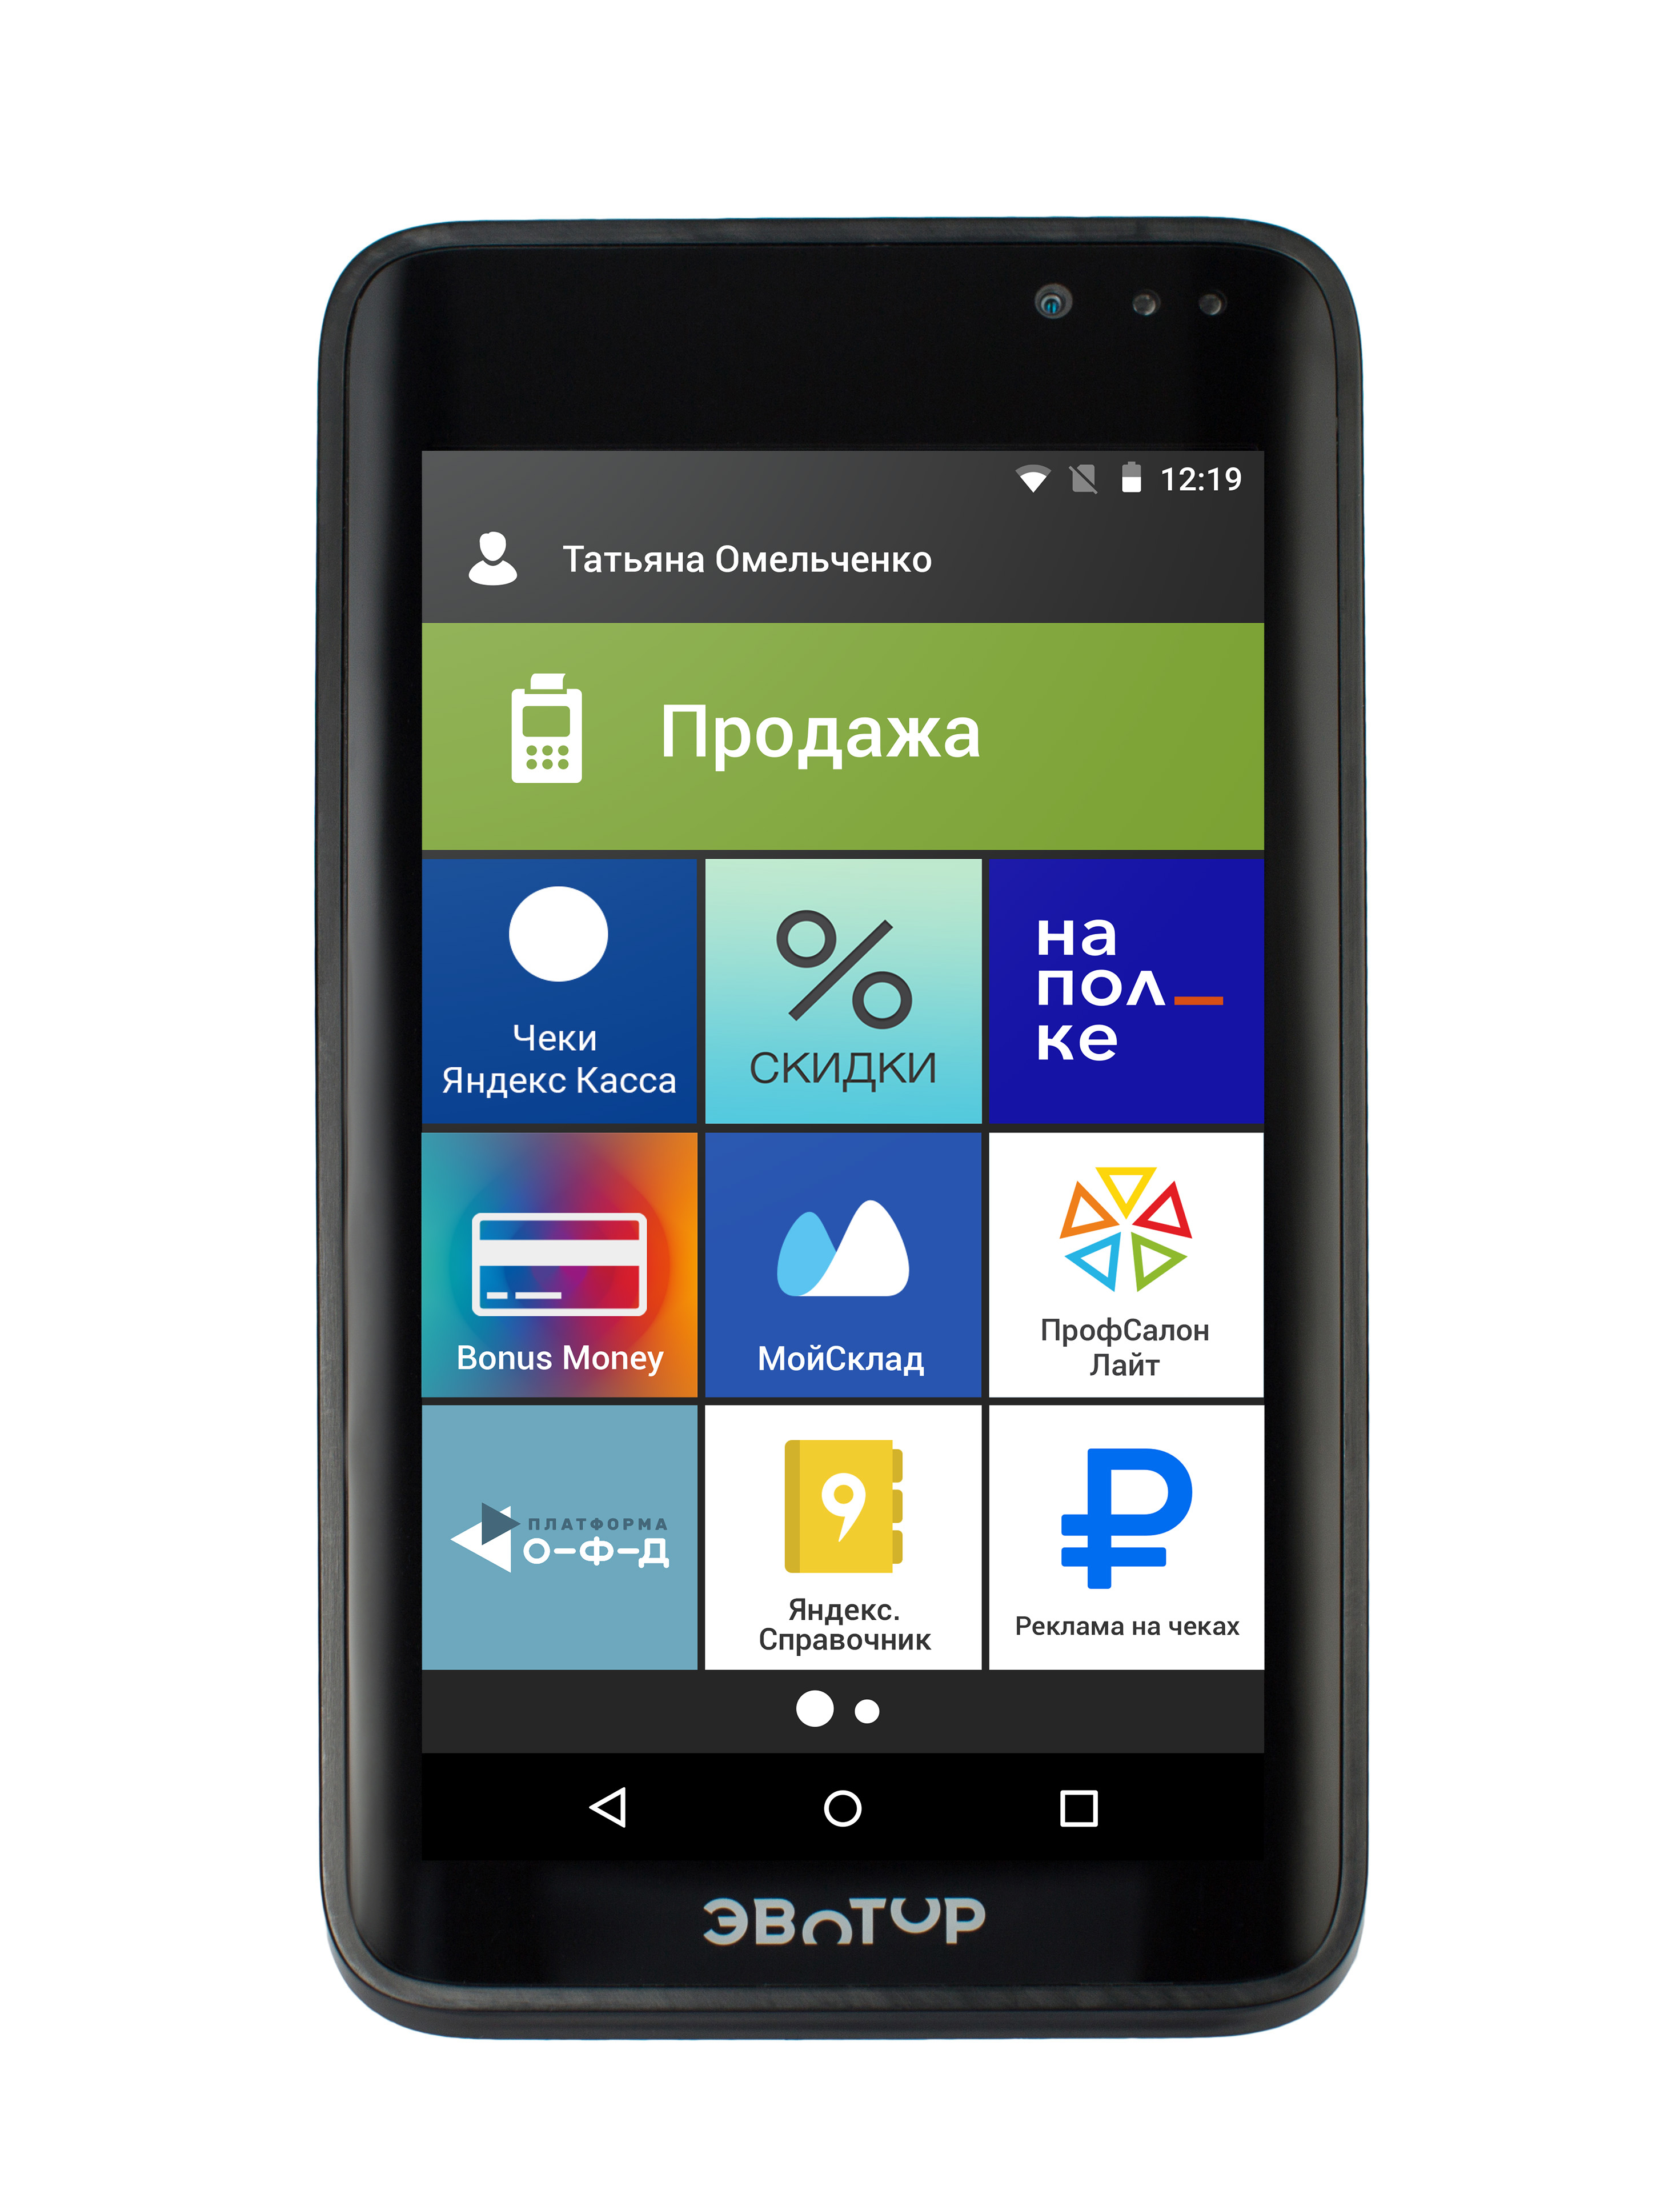 12:19
Татьяна Омельченко
Продажа
Чеки
Яндекс Касса
СКИДКИ
на
пол_
ке
Bonus Money
МойСклад
ПрофСалон
Лайт
ПЛАТФОРМА
О-Ф-Д
Яндекс.
Справочник
Реклама на чеках
ЭВОТОР